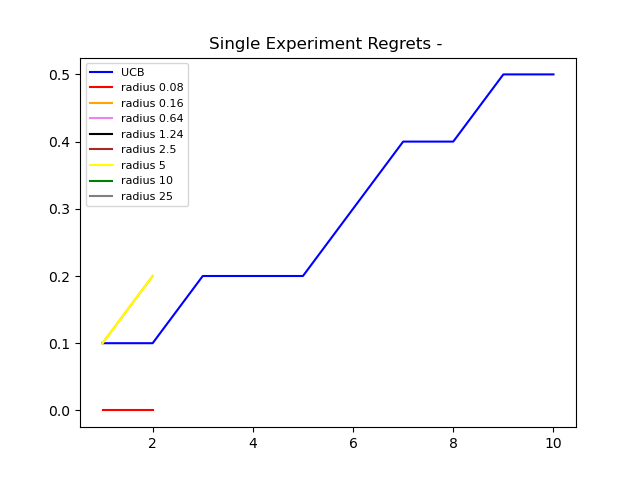 Single Experiment Regrets -
UCB
radius 0.08
radius 0.16
radius 0.64
radius 1.24
radius 2.5
radius 5
radius 10
radius 25
0.5
0.4
0.3
0.2
0.1
0.0
2 4 6 8 10